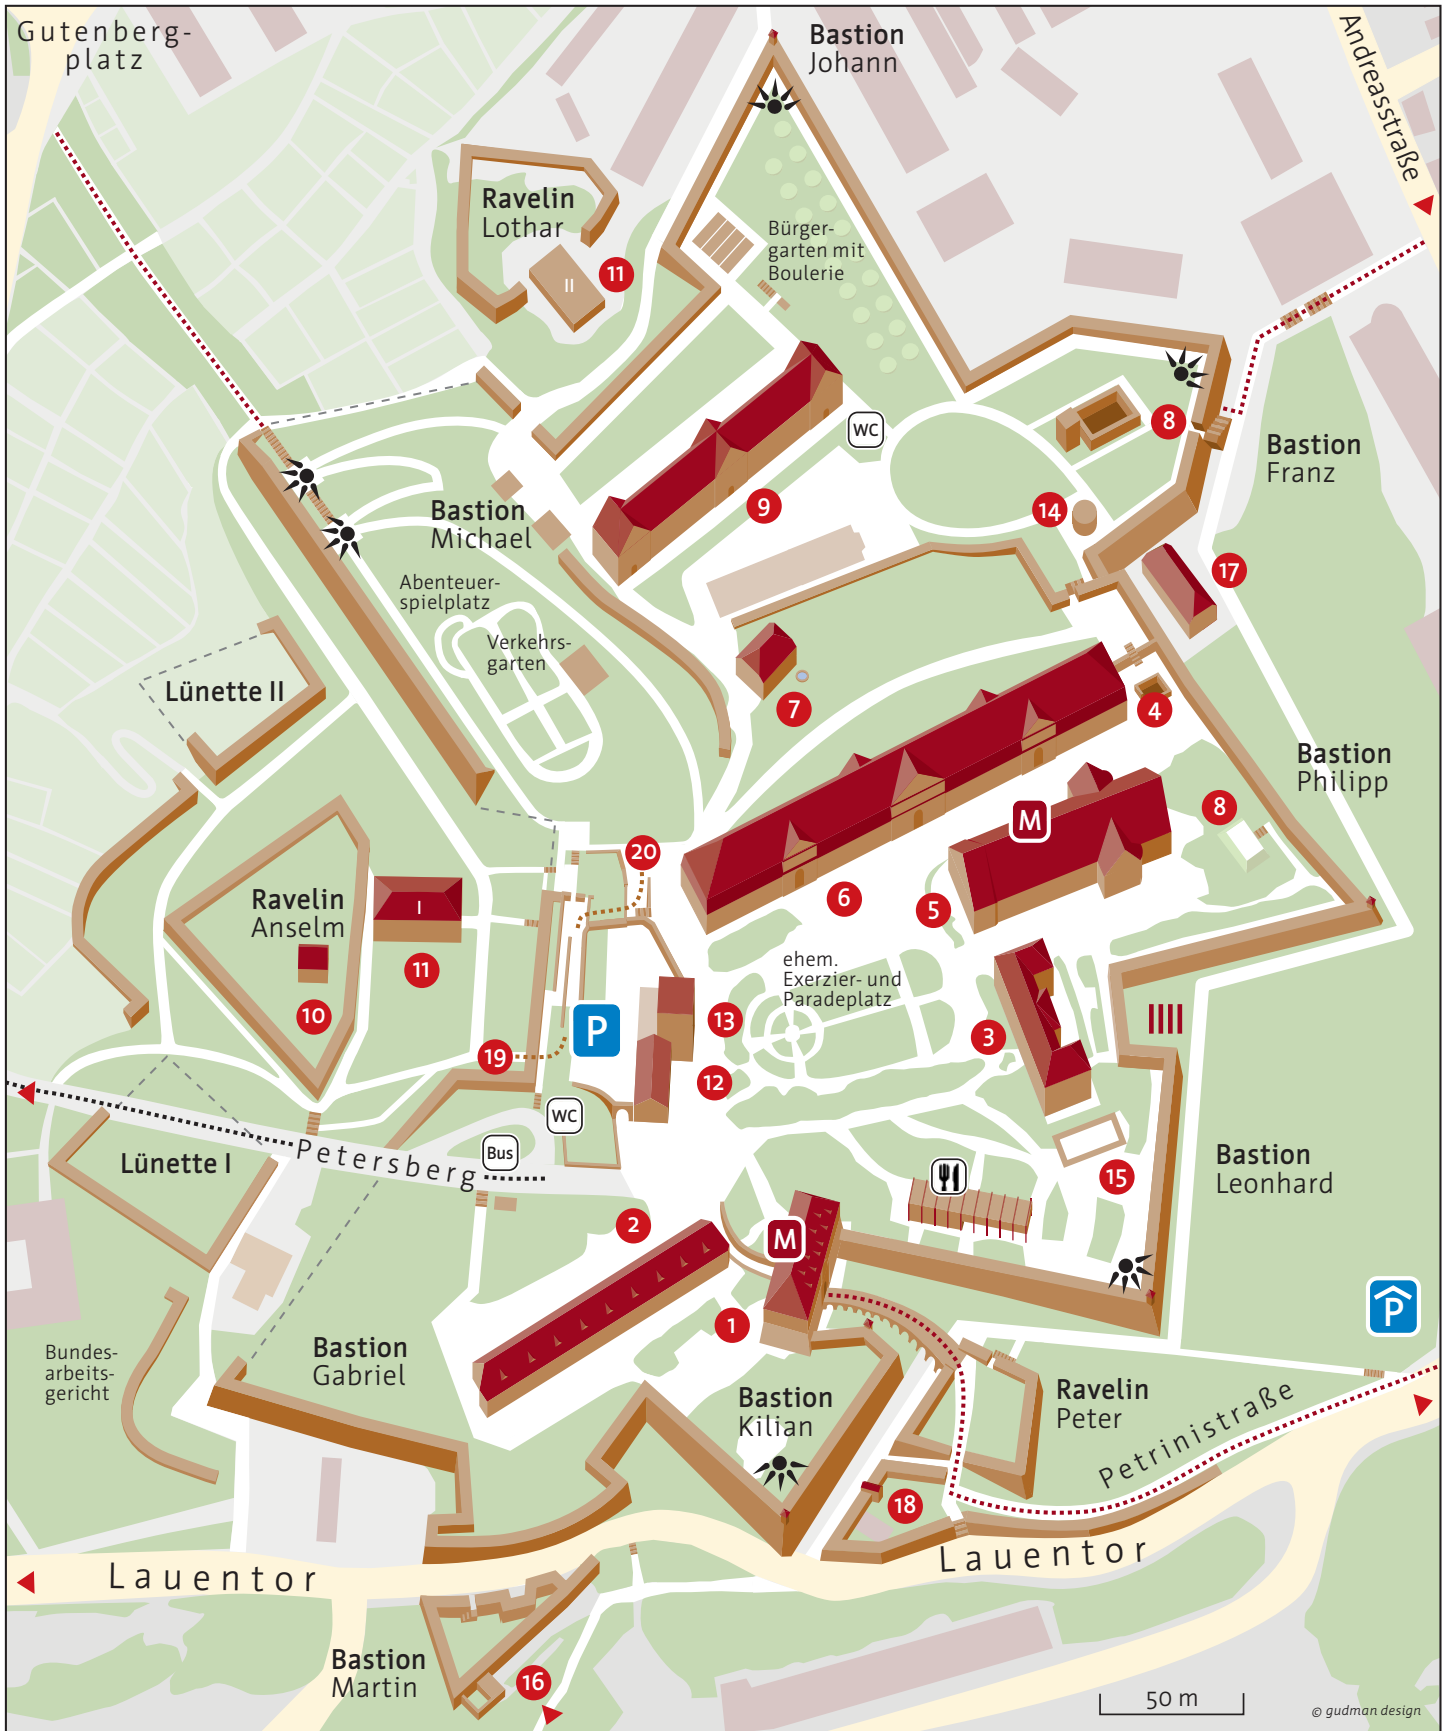 Gutenberg-
platz
Bastion
Johann
Andreasstraße
Ravelin
Lothar
II
11
Bürger-
garten mit
Boulerie
8
WC
Bastion
Franz
9
14
Bastion
Michael
17
Abenteuer-
spielplatz
Verkehrs-
garten
Lünette II
7
4
Bastion
Philipp
M
8
20
6
5
Ravelin
Anselm
I
11
10
ehem.
Exerzier- und
Paradeplatz
P
13
3
19
12
WC
Petersberg
Bus
Lünette I
15
Bastion
Leonhard
2
M
1
P
Bundes-
arbeits-
gericht
Bastion
Gabriel
Bastion
Kilian
Ravelin
Peter
Petrinistraße
18
Lauentor
Lauentor
Bastion
Martin
16
50 m
© gudman design